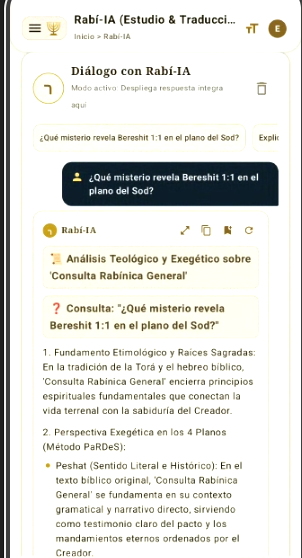 Rabí-IA (Estudio & Traducci...
Inicio > Rabí-IA
E
Diálogo con Rabí-IA
Modo activo: Despliega respuesta integra
aquí
¿Qué misterio revela Bereshit 1:1 en el plano del Sod?
Explic
¿Qué misterio revela Bereshit 1:1 en el
plano del Sod?
Rabí-IA
📜 Análisis Teológico y Exegético sobre
'Consulta Rabínica General'
❓ Consulta: "¿Qué misterio revela
Bereshit 1:1 en el plano del Sod?"
1. Fundamento Etimológico y Raíces Sagradas:
En la tradición de la Torá y el hebreo bíblico,
'Consulta Rabínica General' encierra principios
espirituales fundamentales que conectan la
vida terrenal con la sabiduría del Creador.
2. Perspectiva Exegética en los 4 Planos
(Método PaRDeS):
• Peshat (Sentido Literal e Histórico): En el
texto bíblico original, 'Consulta Rabínica
General' se fundamenta en su contexto
gramatical y narrativo directo, sirviendo
como testimonio claro del pacto y los
mandamientos eternos ordenados por el
Creador.